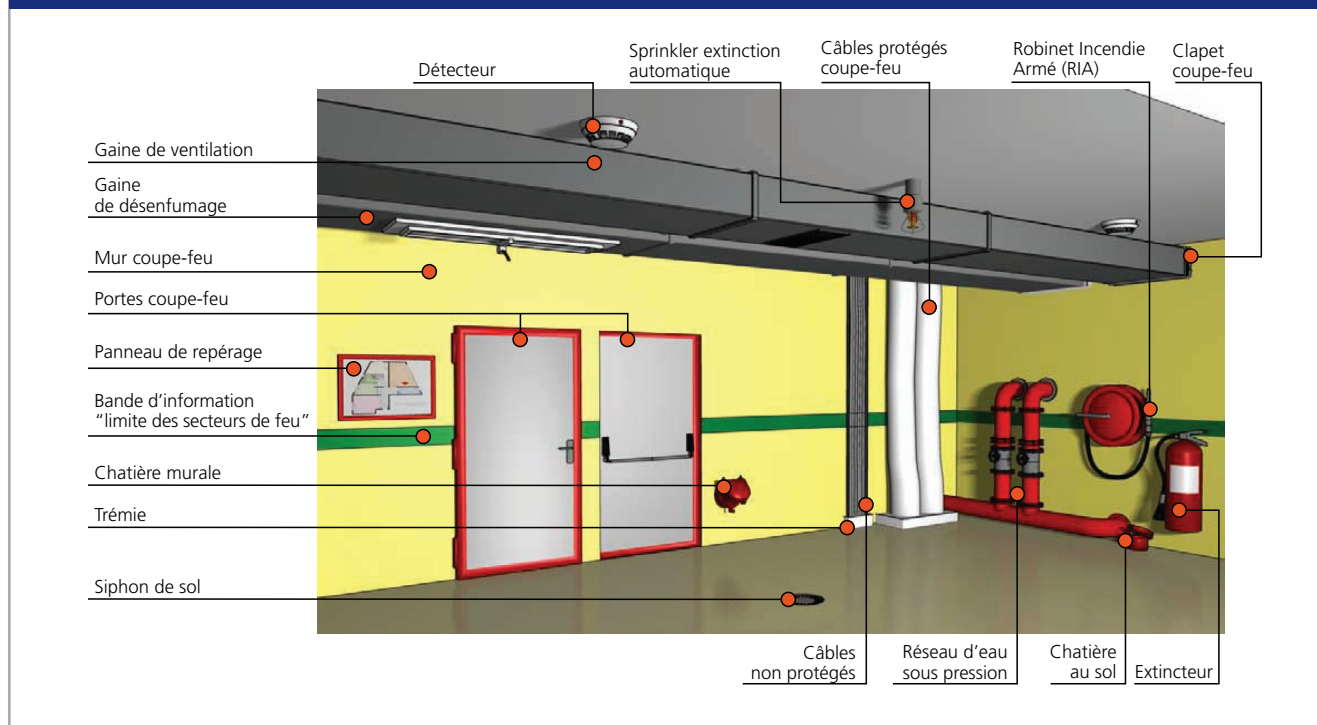 Détecteur
Sprinkler extinction
automatique
Câbles protégés
coupe-feu
Robinet Incendie
Armé (RIA)
Clapet
coupe-feu
Gaine de ventilation
Gaine
de désenfumage
Mur coupe-feu
Portes coupe-feu
Panneau de repérage
Bande d’information
“limite des secteurs de feu”
Chatière murale
Trémie
Siphon de sol
Câbles
non protégés
Réseau d’eau
sous pression
Chatière
au sol
Extincteur